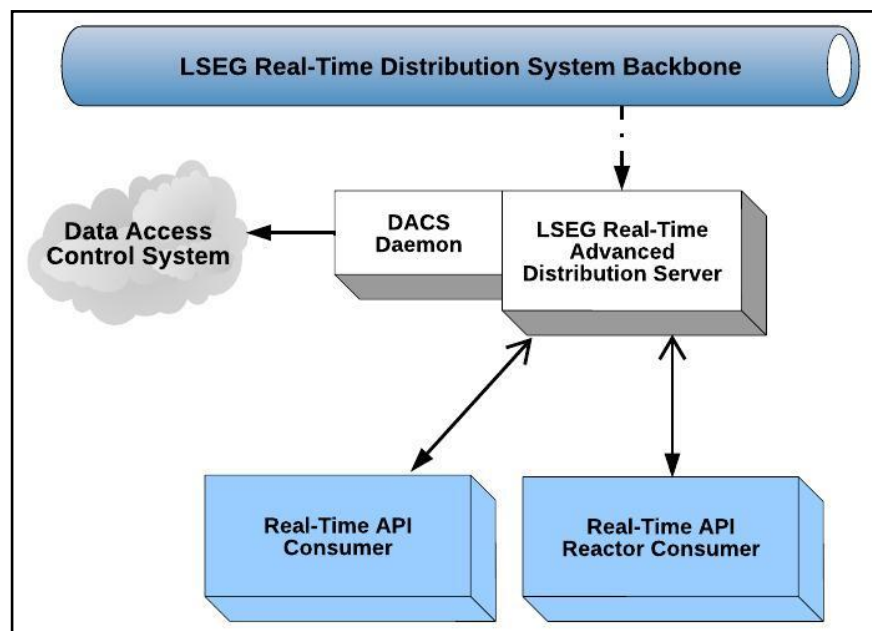 LSEG Real-Time Distribution System Backbone
DACS
Daemon
LSEG Real-Time
Advanced
Distribution Server
Data Access
Control System
Real-Time API
Consumer
Real-Time API
Reactor Consumer